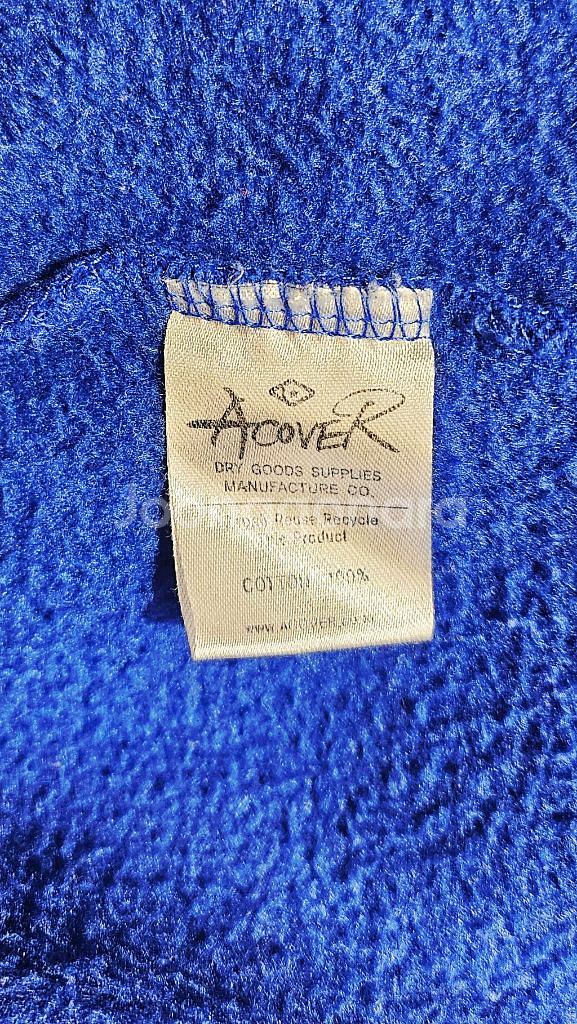 ACOVER
DRY GOODS SUPPLIES
MANUFACTURE CO.
Reuse Recycle
Product
COTTON 100%